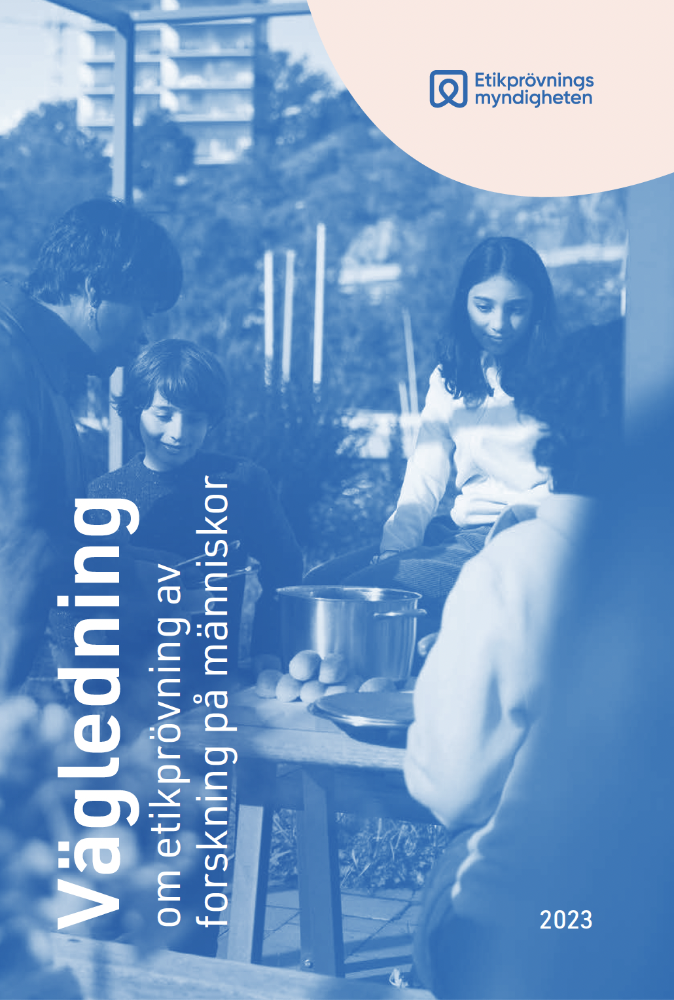 Etikprövnings
myndigheten
Vägledning
om etikprövning av
forskning på människor
2023